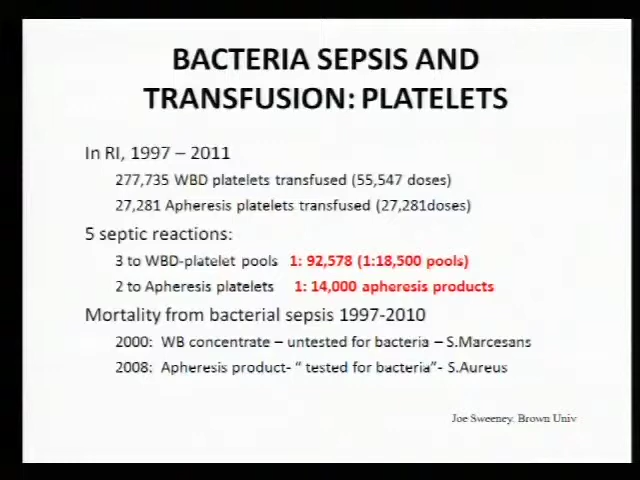 BACTERIA SEPSIS AND
TRANSFUSION: PLATELETS
In RI, 1997 – 2011
277,735 WBD platelets transfused (55,547 doses)
27,281 Apheresis platelets transfused (27,281doses)
5 septic reactions:
3 to WBD-platelet pools 1: 92,578 (1:18,500 pools)
2 to Apheresis platelets 1: 14,000 apheresis products
Mortality from bacterial sepsis 1997-2010
2000: WB concentrate – untested for bacteria – S.Marcesans
2008: Apheresis product- “ tested for bacteria”- S.Aureus
Joe Sweeney. Brown Univ